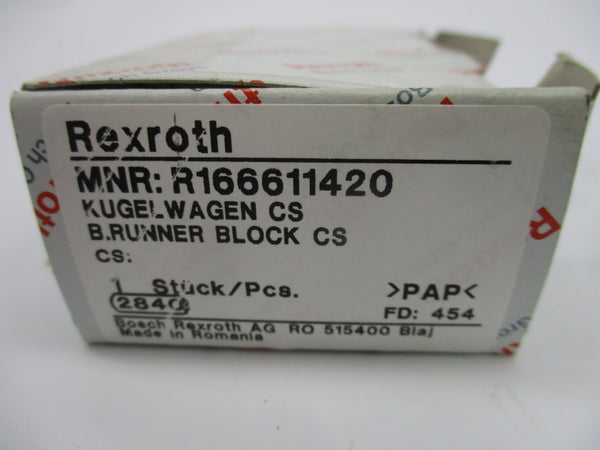 Rexroth
MNR: R166611420
KUGELWAGEN CS
B.RUNNER BLOCK CS
CS:
1 Stück/Pcs. >PAP<
2840 FD: 454
Bosch Rexroth AG RO 515400 Blaj
Made in Romania